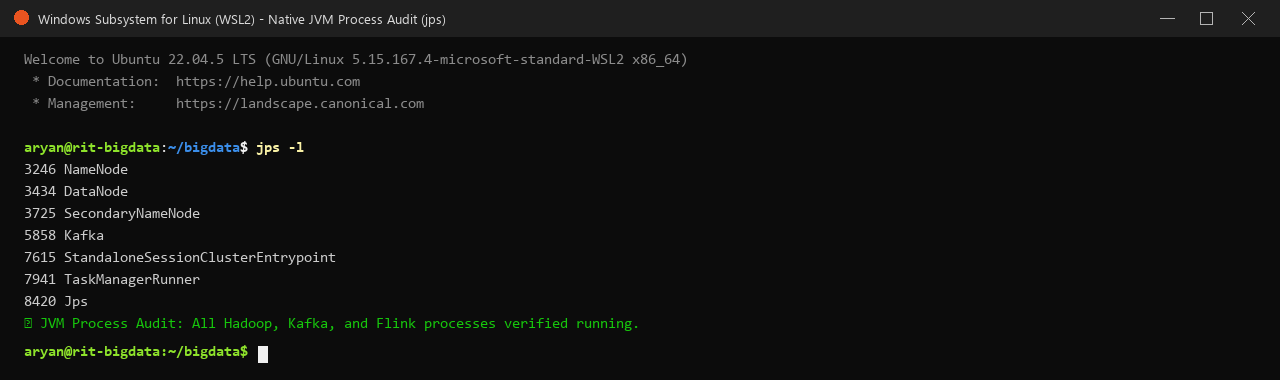 Windows Subsystem for Linux (WSL2) - Native JVM Process Audit (jps)
Welcome to Ubuntu 22.04.5 LTS (GNU/Linux 5.15.167.4-microsoft-standard-WSL2 x86_64)
* Documentation:  https://help.ubuntu.com
* Management:     https://landscape.canonical.com
aryan@rit-bigdata:~/bigdata$ jps -l
3246 NameNode
3434 DataNode
3725 SecondaryNameNode
5858 Kafka
7615 StandaloneSessionClusterEntrypoint
7941 TaskManagerRunner
8420 Jps
JVM Process Audit: All Hadoop, Kafka, and Flink processes verified running.
aryan@rit-bigdata:~/bigdata$